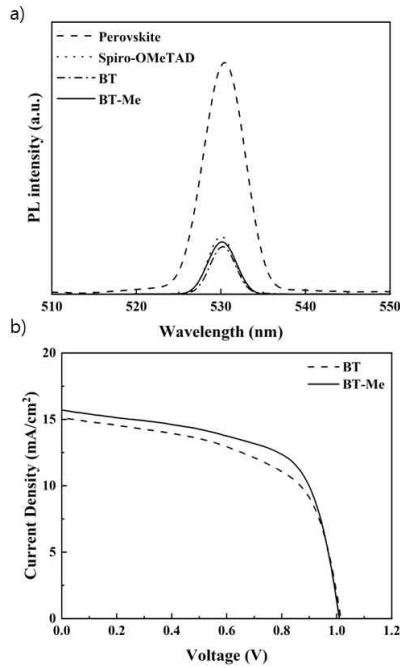 a)
Perovskite
Spiro-OMeTAD
BT
BT-Me
PL intensity (a.u.)
510 520 530 540 550
Wavelength (nm)
b)
20
15
10
5
0
BT
BT-Me
Current Density (mA/cm²)
0.0 0.2 0.4 0.6 0.8 1.0 1.2
Voltage (V)